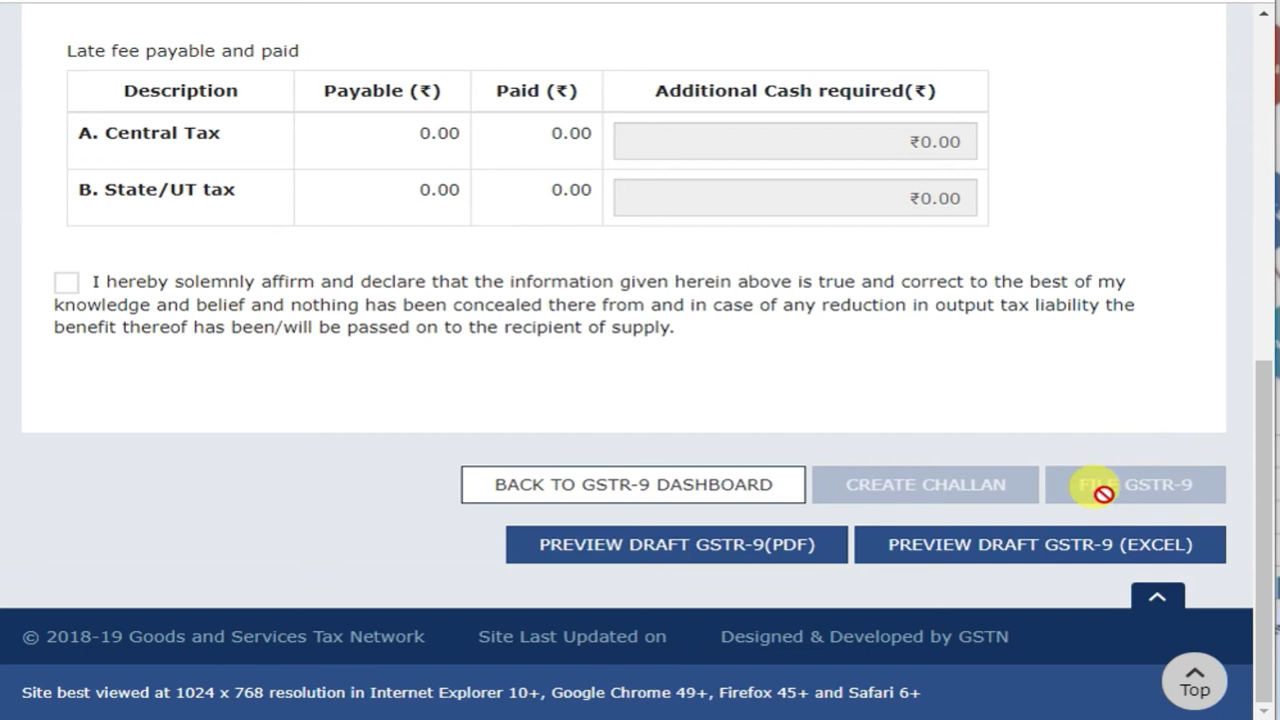 Late fee payable and paid
Description Payable (₹) Paid (₹) Additional Cash required(₹)
A. Central Tax 0.00 0.00 ₹0.00
B. State/UT tax 0.00 0.00 ₹0.00
I hereby solemnly affirm and declare that the information given herein above is true and correct to the best of my
knowledge and belief and nothing has been concealed there from and in case of any reduction in output tax liability the
benefit thereof has been/will be passed on to the recipient of supply.
BACK TO GSTR-9 DASHBOARD CREATE CHALLAN FILE GSTR-9
PREVIEW DRAFT GSTR-9(PDF) PREVIEW DRAFT GSTR-9 (EXCEL)
© 2018-19 Goods and Services Tax Network Site Last Updated on Designed & Developed by GSTN
Site best viewed at 1024 x 768 resolution in Internet Explorer 10+, Google Chrome 49+, Firefox 45+ and Safari 6+
Top